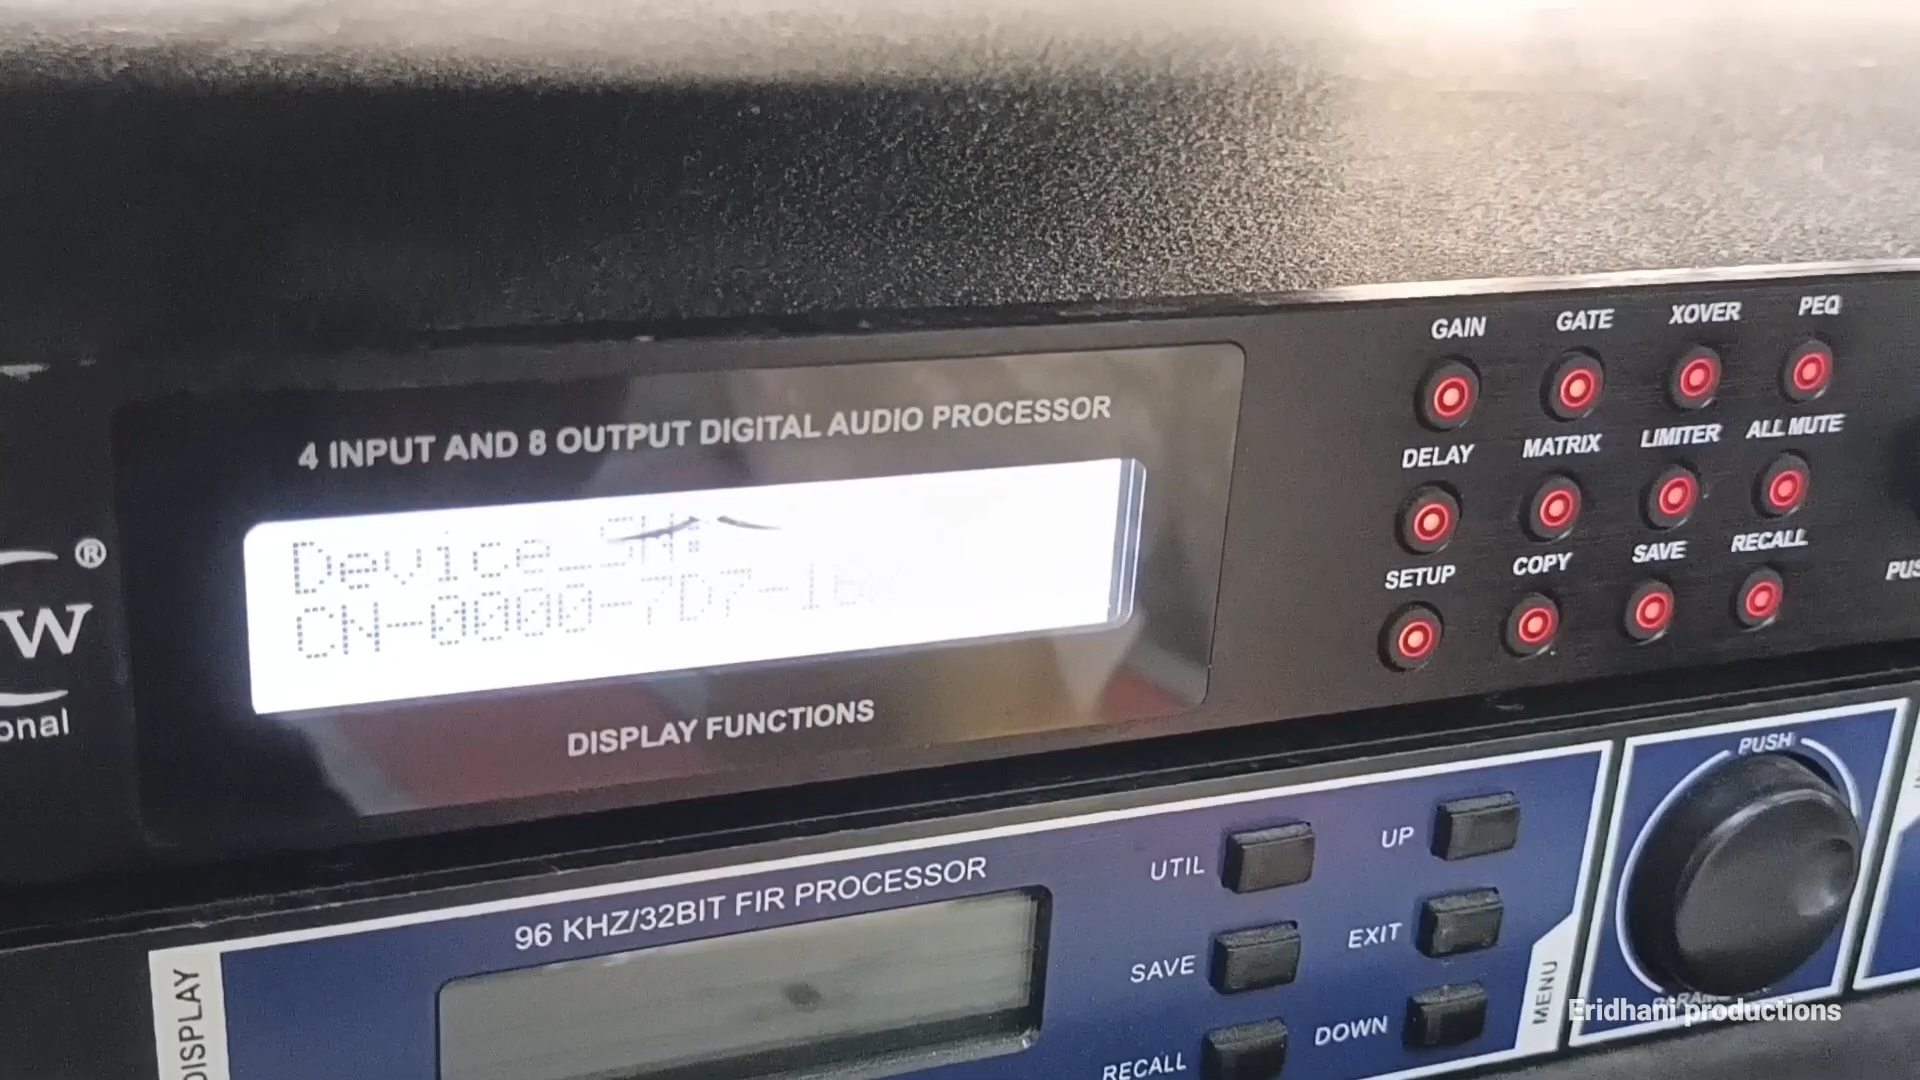 4 INPUT AND 8 OUTPUT DIGITAL AUDIO PROCESSOR
Device
CN-0000-7D7-16
DISPLAY FUNCTIONS
GAIN GATE XOVER PEQ
DELAY MATRIX LIMITER ALL MUTE
SETUP COPY SAVE RECALL
®
W
onal
PUS
96 KHZ/32BIT FIR PROCESSOR
DISPLAY
UTIL UP
SAVE EXIT
RECALL DOWN
MENU
PUSH
Eridhani productions